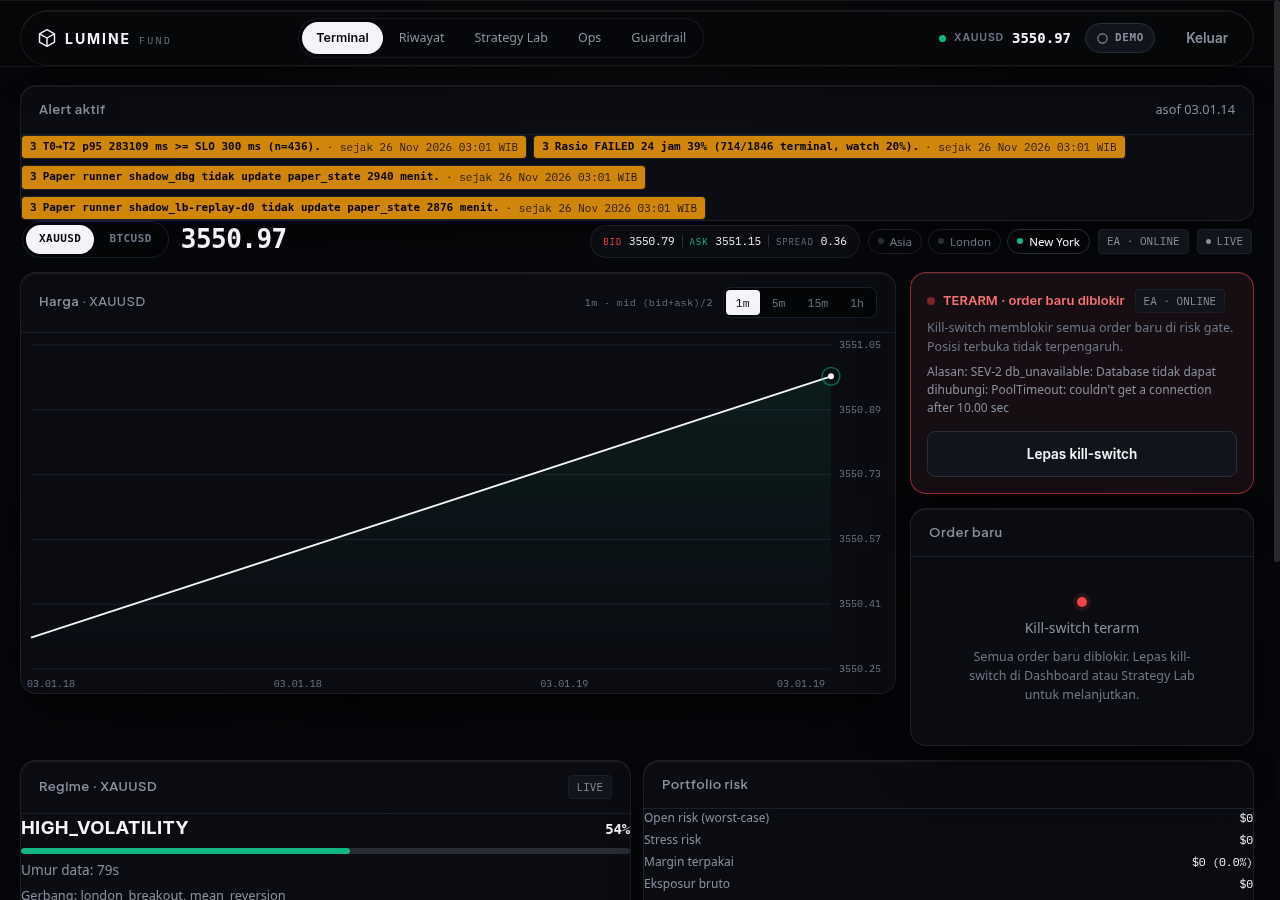 LUMINE FUND
Terminal Riwayat Strategy Lab Ops Guardrail
XAUUSD 3550.97 DEMO Keluar
Alert aktif asof 03.01.14
3 T0→T2 p95 283109 ms >= SLO 300 ms (n=436). · sejak 26 Nov 2026 03:01 WIB
3 Rasio FAILED 24 jam 39% (714/1846 terminal, watch 20%). · sejak 26 Nov 2026 03:01 WIB
3 Paper runner shadow_dbg tidak update paper_state 2940 menit. · sejak 26 Nov 2026 03:01 WIB
3 Paper runner shadow_lb-replay-d0 tidak update paper_state 2876 menit. · sejak 26 Nov 2026 03:01 WIB
XAUUSD BTCUSD 3550.97
BID 3550.79 ASK 3551.15 SPREAD 0.36 Asia London New York EA · ONLINE LIVE
Harga · XAUUSD 1m · mid (bid+ask)/2 1m 5m 15m 1h
3551.05
3550.89
3550.73
3550.57
3550.41
3550.25
03.01.18 03.01.18 03.01.19 03.01.19
TERARM · order baru diblokir EA · ONLINE
Kill-switch memblokir semua order baru di risk gate.
Posisi terbuka tidak terpengaruh.
Alasan: SEV-2 db_unavailable: Database tidak dapat
dihubungi: PoolTimeout: couldn't get a connection
after 10.00 sec
Lepas kill-switch
Order baru
Kill-switch terarm
Semua order baru diblokir. Lepas kill-
switch di Dashboard atau Strategy Lab
untuk melanjutkan.
Regime · XAUUSD LIVE
HIGH_VOLATILITY 54%
Umur data: 79s
Gerbang: london_breakout, mean_reversion
Portfolio risk
Open risk (worst-case) $0
Stress risk $0
Margin terpakai $0 (0.0%)
Eksposur bruto $0